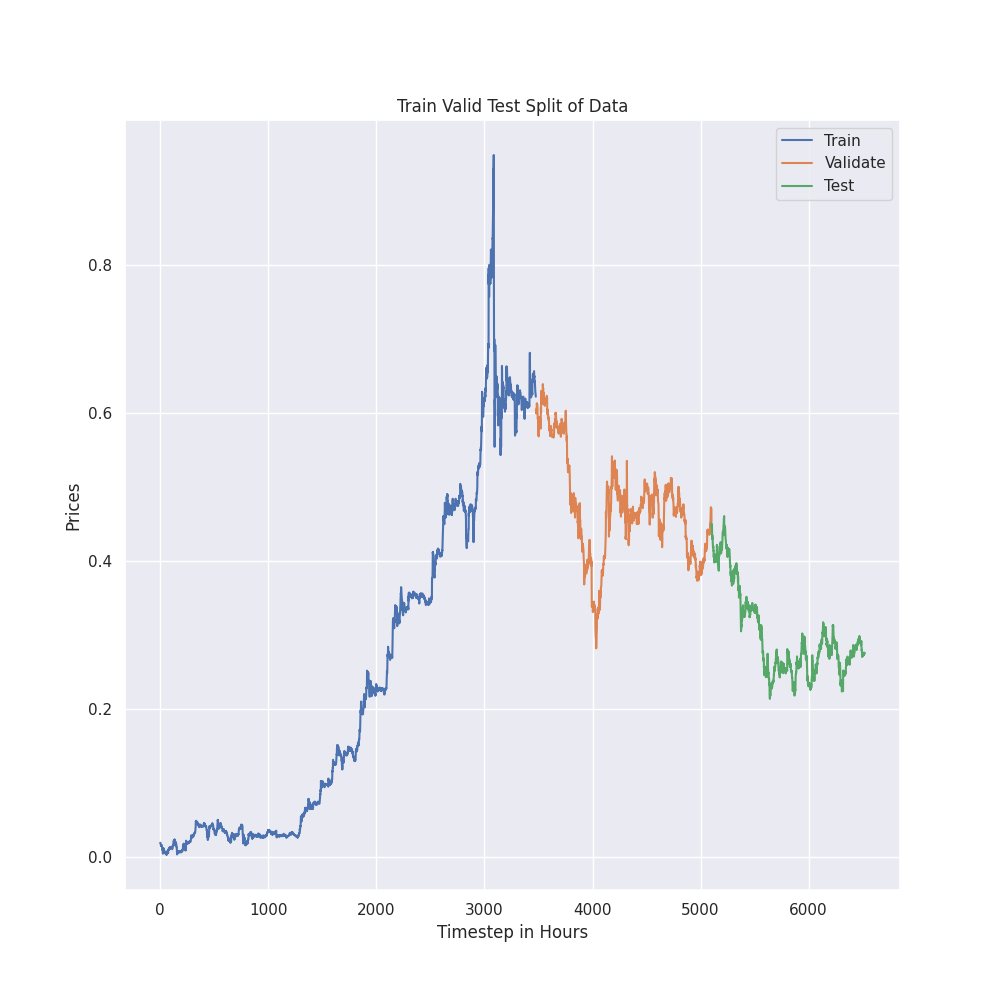 Train Valid Test Split of Data
Train
Validate
Test
Prices
0.8
0.6
0.4
0.2
0.0
0 1000 2000 3000 4000 5000 6000
Timestep in Hours